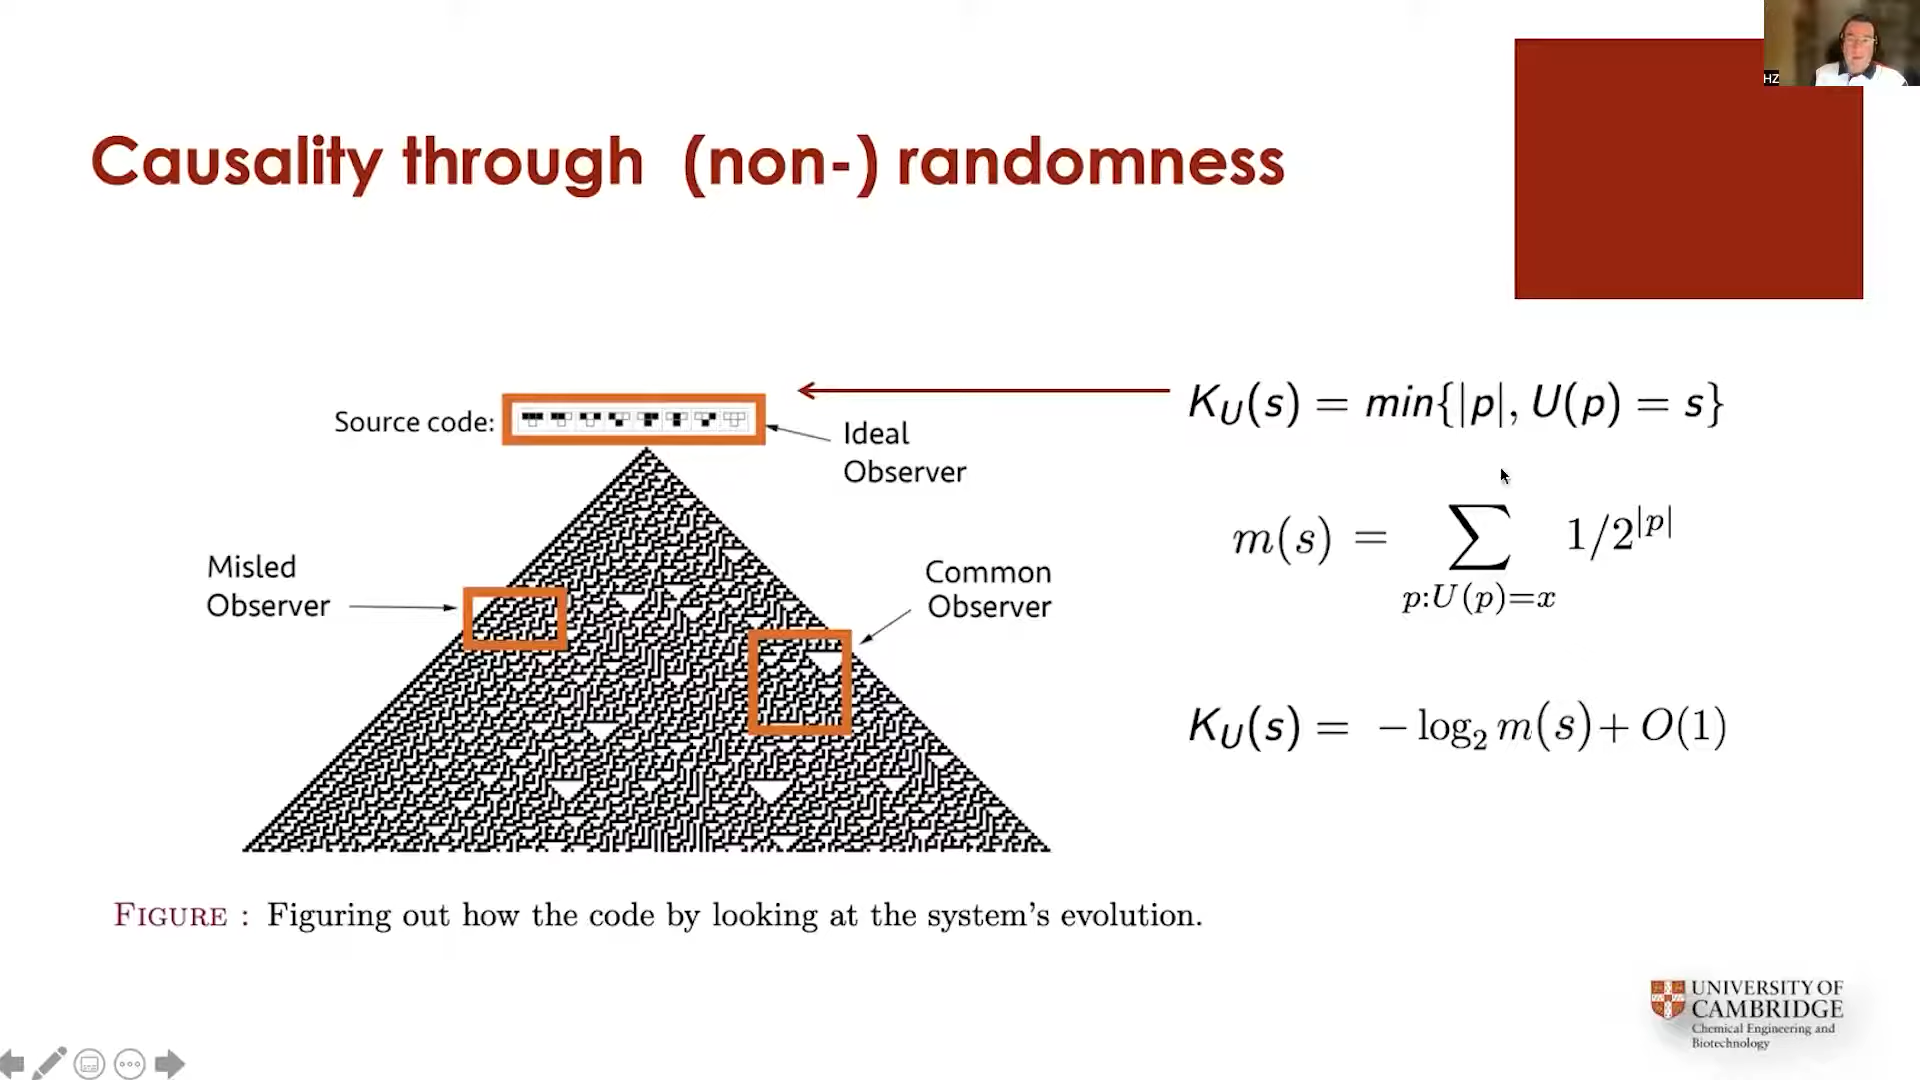 HZ
Causality through (non-) randomness
Source code:
Ideal
Observer
Misled
Observer
Common
Observer
K_U(s) = min{|p|, U(p) = s}
m(s) = ∑_{p:U(p)=x} 1/2^{|p|}
K_U(s) = − log₂ m(s) + O(1)
FIGURE : Figuring out how the code by looking at the system's evolution.
UNIVERSITY OF
CAMBRIDGE
Chemical Engineering and
Biotechnology